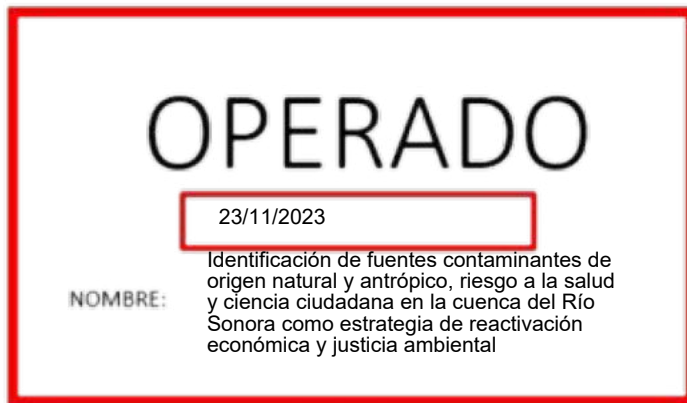 OPERADO
23/11/2023
Identificación de fuentes contaminantes de
origen natural y antrópico, riesgo a la salud
NOMBRE: y ciencia ciudadana en la cuenca del Río
Sonora como estrategia de reactivación
económica y justicia ambiental